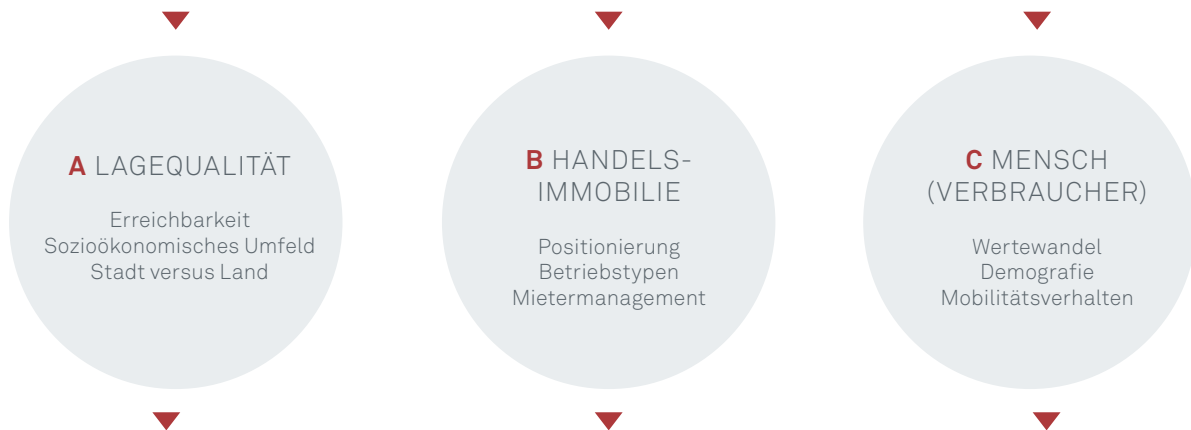 A LAGEQUALITÄT
Erreichbarkeit
Sozioökonomisches Umfeld
Stadt versus Land
B HANDELS-
IMMOBILIE
Positionierung
Betriebstypen
Mietermanagement
C MENSCH
(VERBRAUCHER)
Wertewandel
Demografie
Mobilitätsverhalten